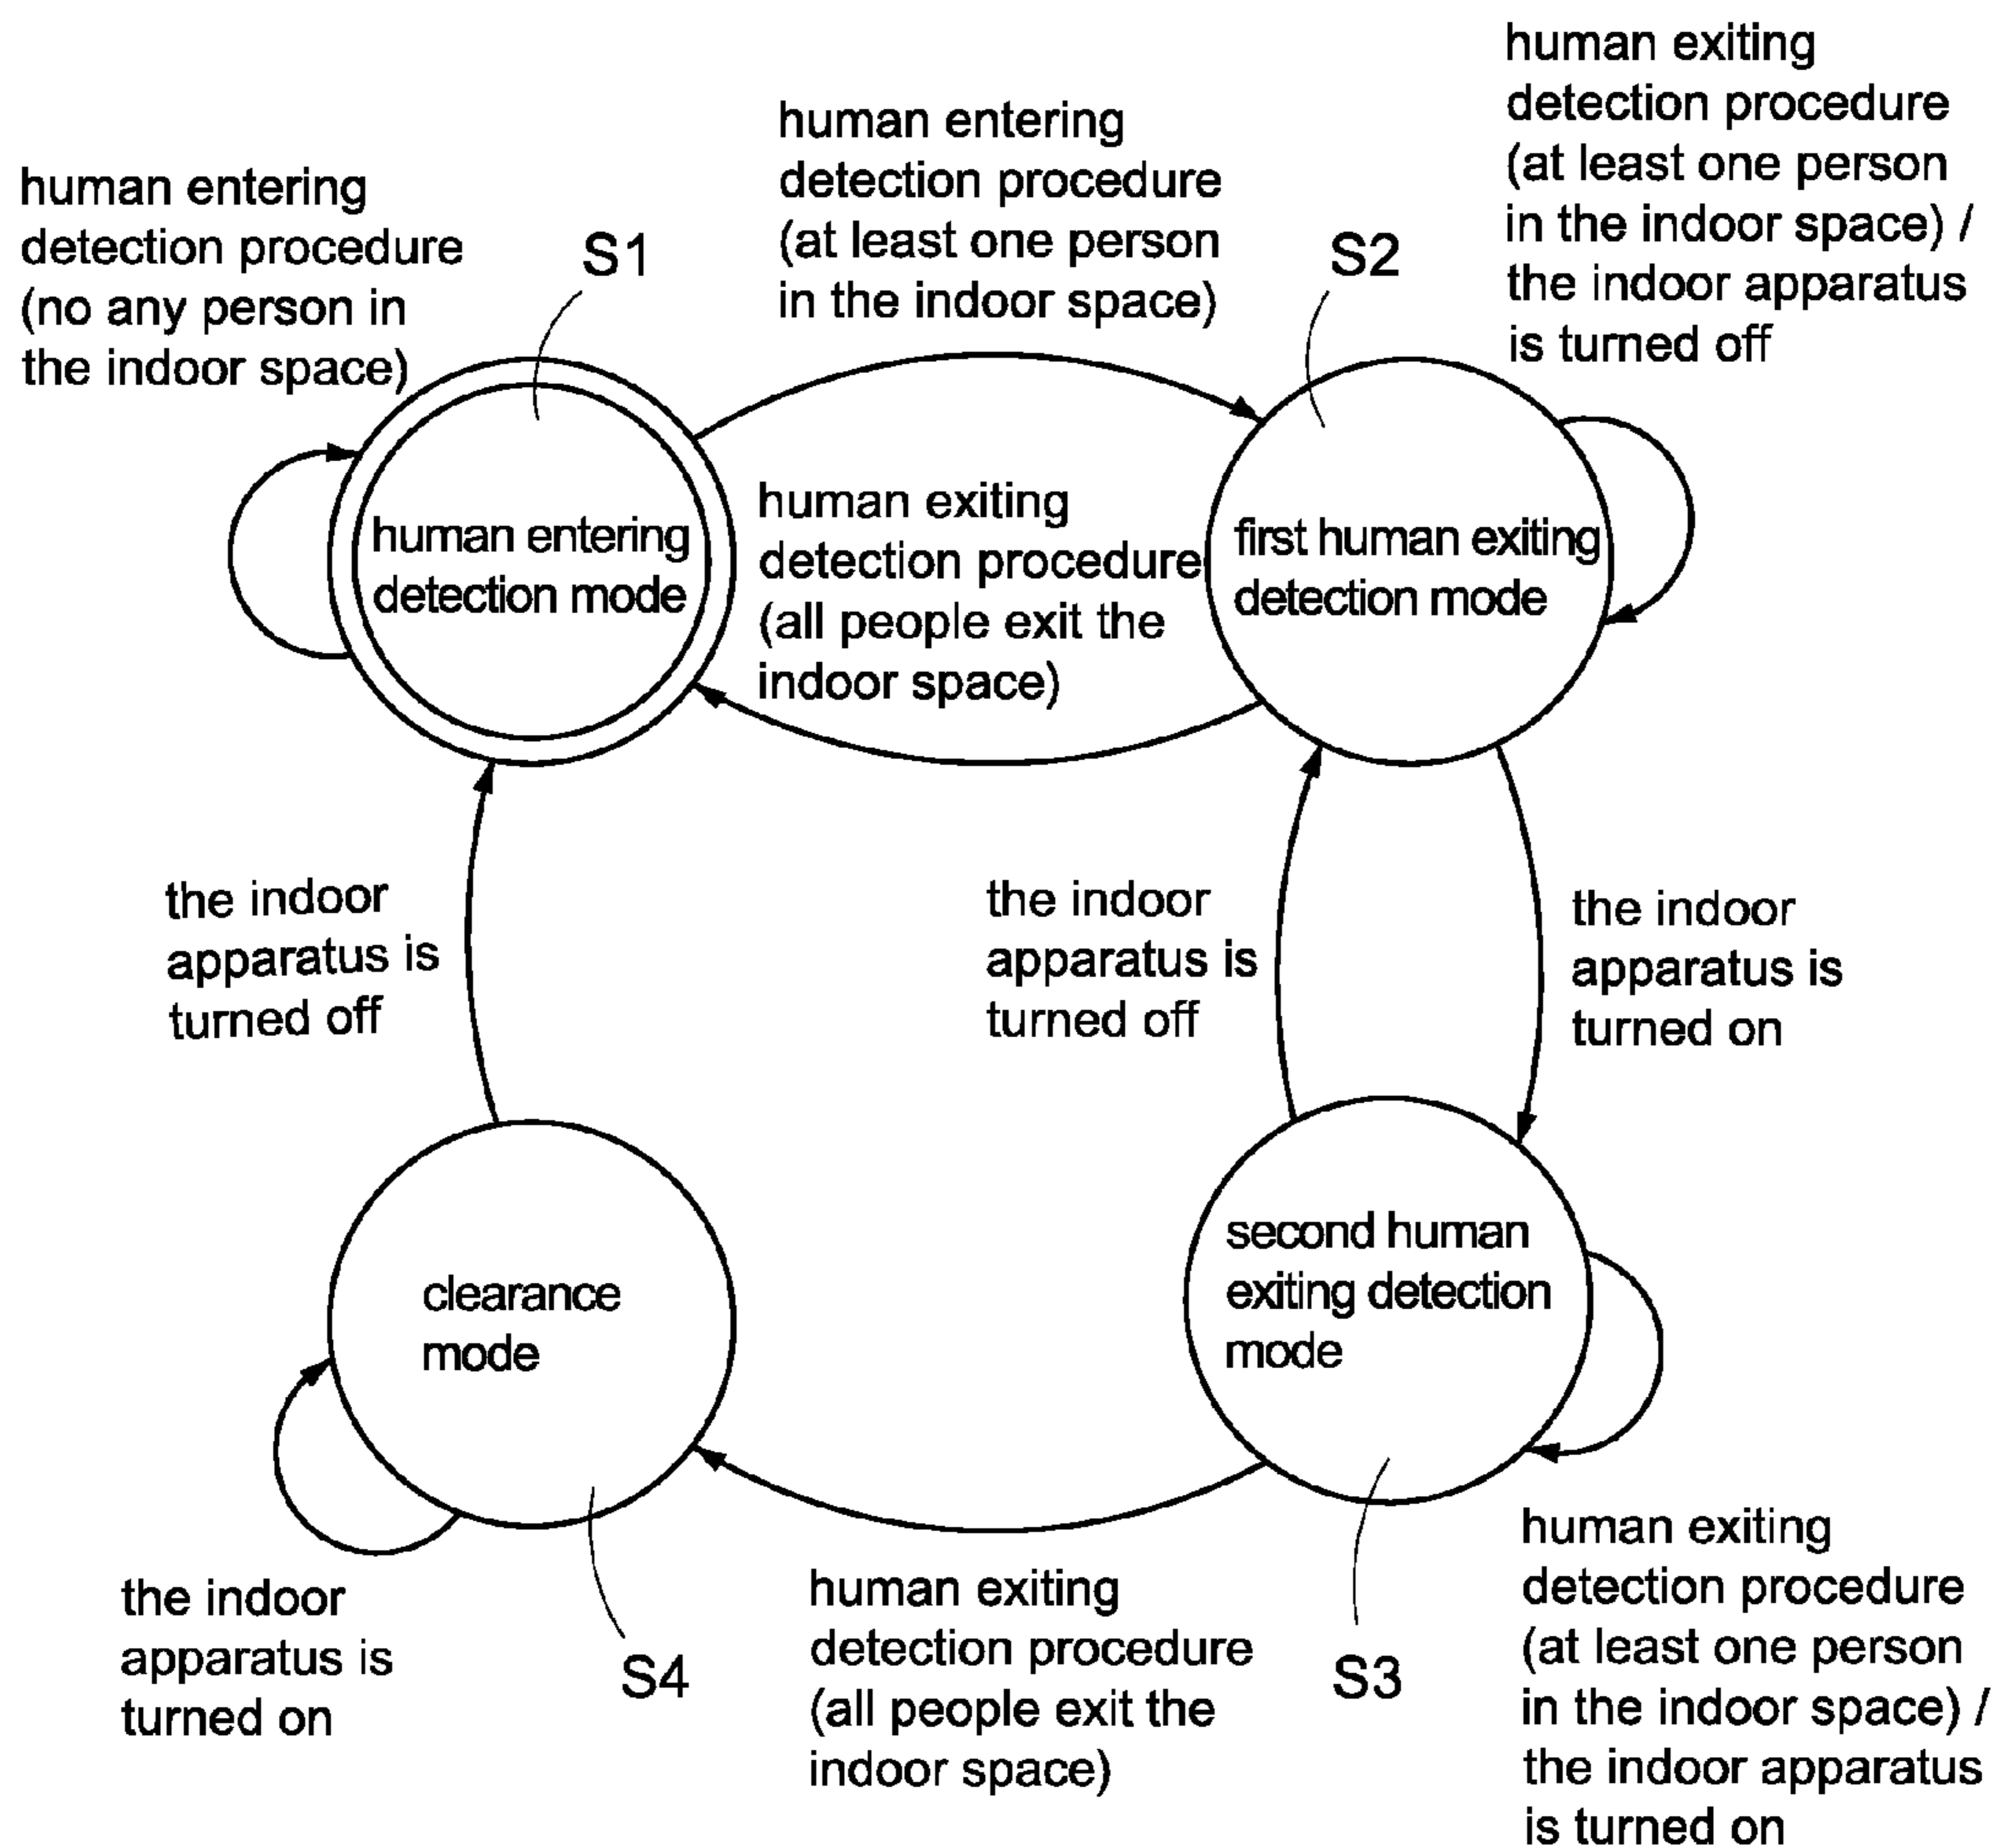 human exiting
detection procedure
(at least one person
in the indoor space) /
the indoor apparatus
is turned off
human entering
detection procedure
(at least one person
in the indoor space)
human entering
detection procedure
(no any person in
the indoor space)
S1
S2
human entering
detection mode
human exiting
detection procedure
(all people exit the
indoor space)
first human exiting
detection mode
the indoor
apparatus is
turned off
the indoor
apparatus is
turned off
the indoor
apparatus is
turned on
clearance
mode
second human
exiting detection
mode
the indoor
apparatus is
turned on
S4
human exiting
detection procedure
(all people exit the
indoor space)
S3
human exiting
detection procedure
(at least one person
in the indoor space) /
the indoor apparatus
is turned on